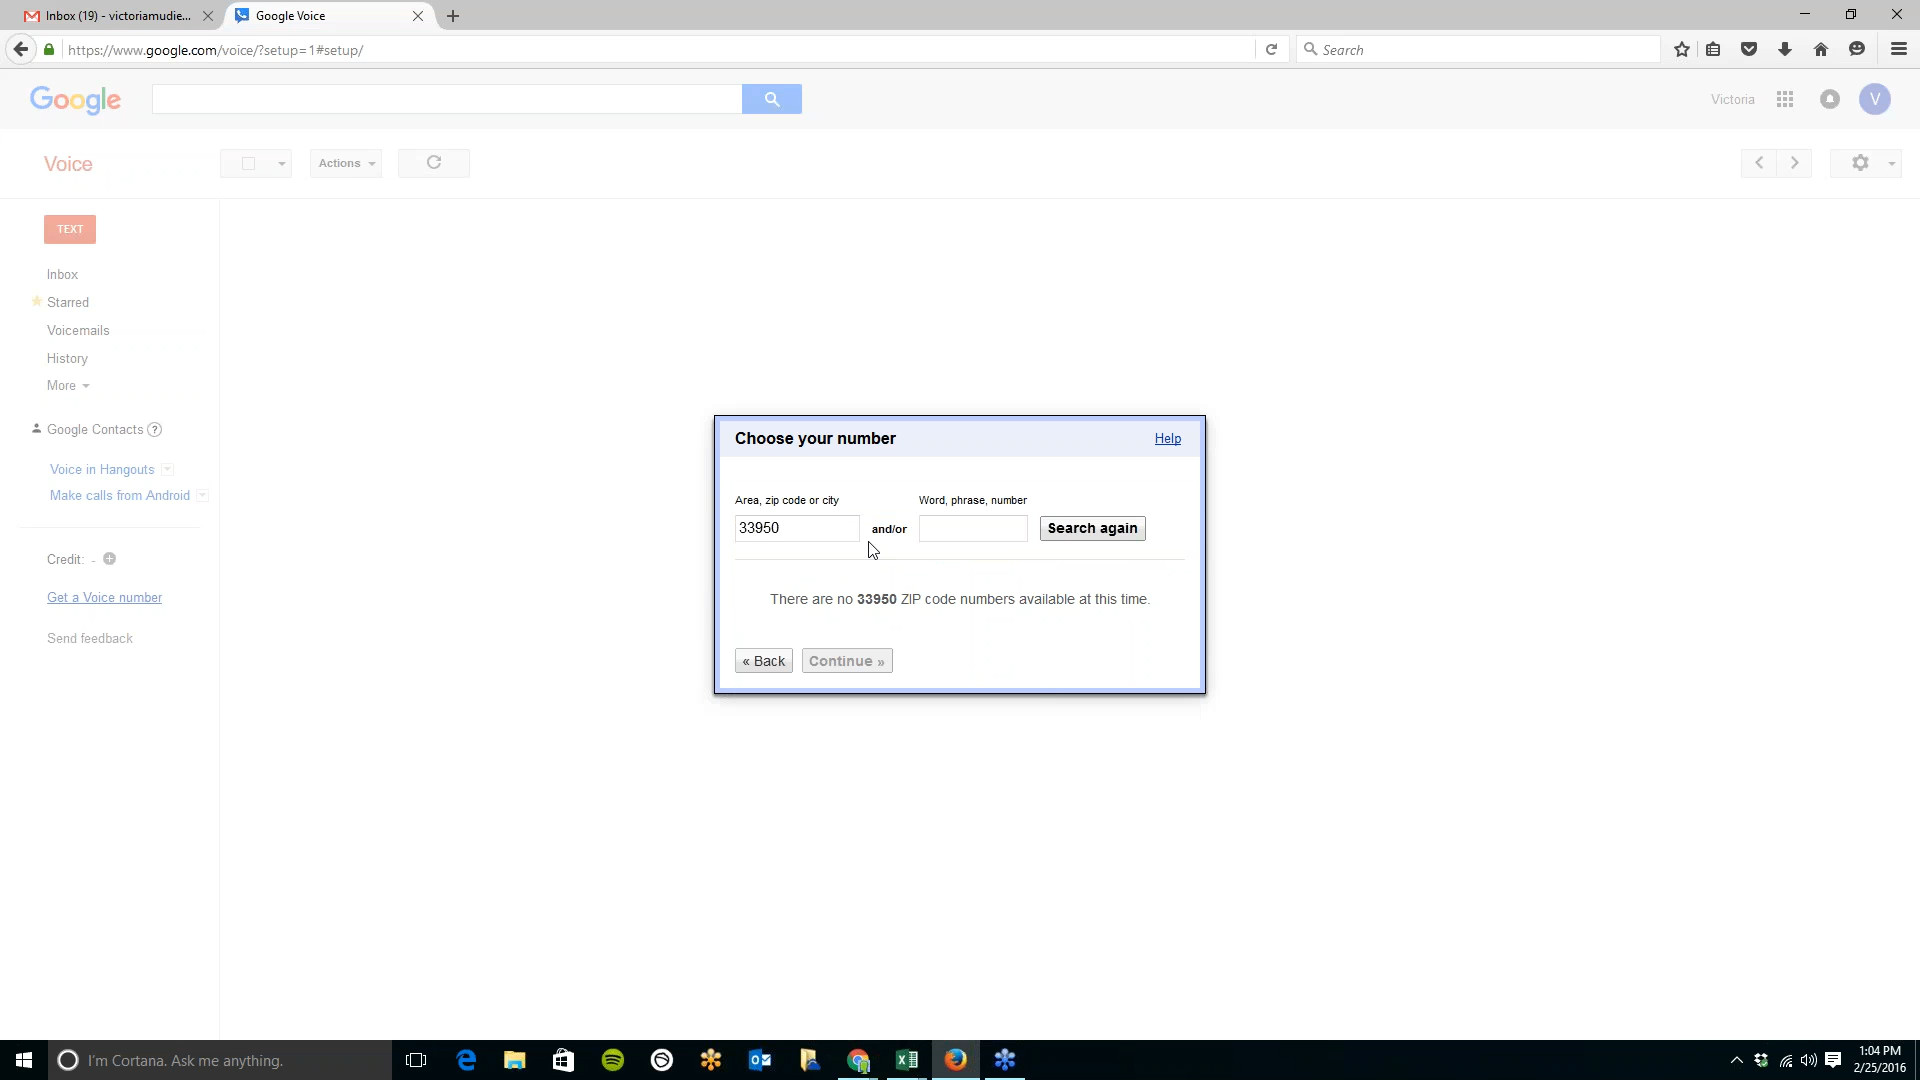 Inbox (19) - victoriamudie...
Google Voice
https://www.google.com/voice/?setup=1#setup/
Search
Google
Victoria
V
Voice
Actions
TEXT
Inbox
Starred
Voicemails
History
More
Google Contacts ?
Voice in Hangouts
Make calls from Android
Credit: -
Get a Voice number
Send feedback
Choose your number
Help
Area, zip code or city
Word, phrase, number
33950
and/or
Search again
There are no 33950 ZIP code numbers available at this time.
« Back
Continue »
I'm Cortana. Ask me anything.
1:04 PM
2/25/2016